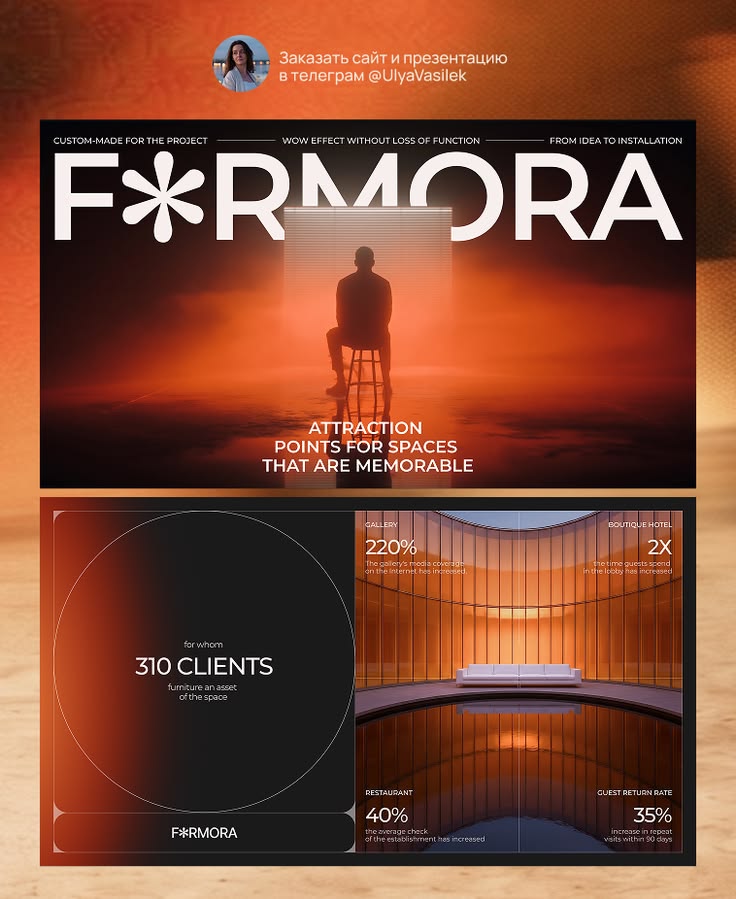 Заказать сайт и презентацию
в телеграм @UlyaVasilek
CUSTOM-MADE FOR THE PROJECT
WOW EFFECT WITHOUT LOSS OF FUNCTION
FROM IDEA TO INSTALLATION
F*RMORA
ATTRACTION
POINTS FOR SPACES
THAT ARE MEMORABLE
for whom
310 CLIENTS
furniture an asset
of the space
F*RMORA
GALLERY
220%
The gallery's media coverage
on the Internet has increased.
BOUTIQUE HOTEL
2X
the time guests spend
in the lobby has increased
RESTAURANT
40%
the average check
of the establishment has increased
GUEST RETURN RATE
35%
increase in repeat
visits within 90 days